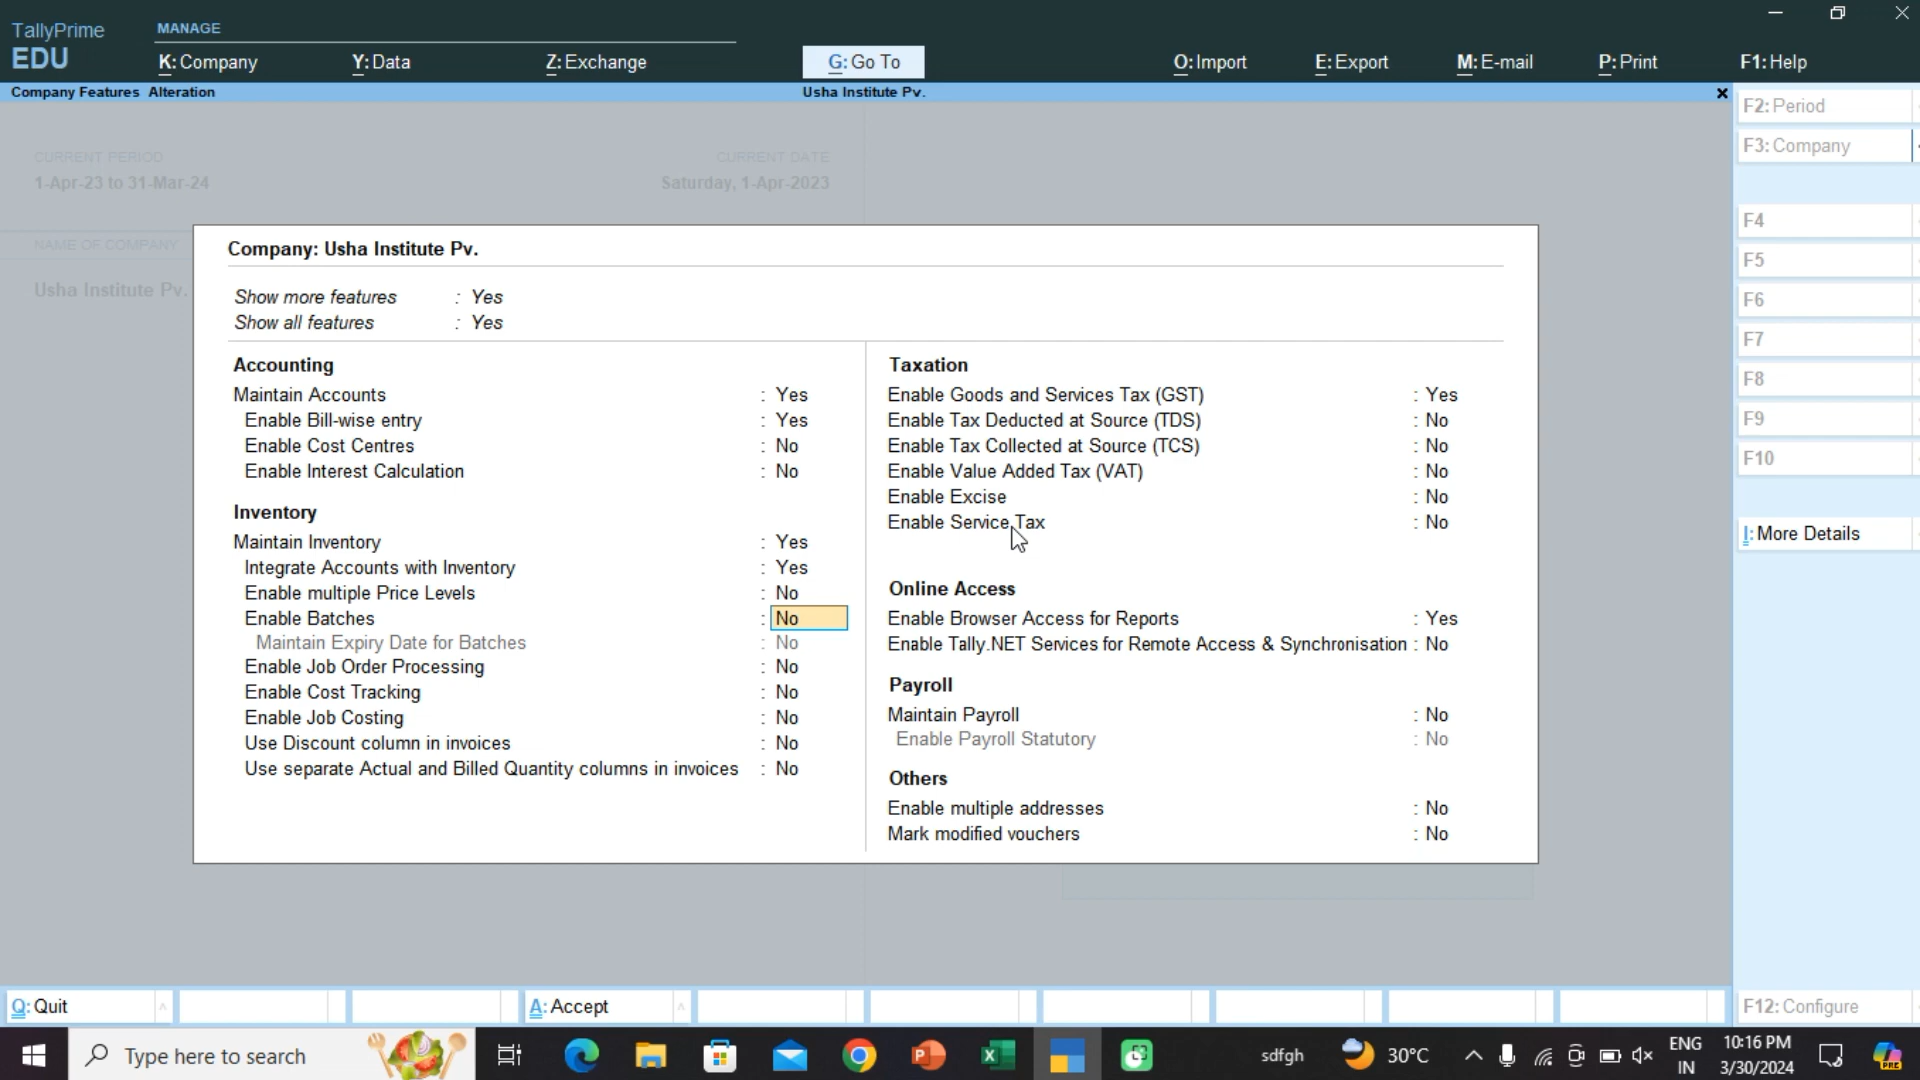 TallyPrime
EDU
MANAGE
K: Company
Y: Data
Z: Exchange
G: Go To
O: Import
E: Export
M: E-mail
P: Print
F1: Help
Company Features Alteration
Usha Institute Pv.
CURRENT PERIOD
1-Apr-23 to 31-Mar-24
CURRENT DATE
Saturday, 1-Apr-2023
NAME OF COMPANY
Usha Institute Pv.
Company: Usha Institute Pv.
Show more features : Yes
Show all features : Yes
Accounting
Maintain Accounts : Yes
Enable Bill-wise entry : Yes
Enable Cost Centres : No
Enable Interest Calculation : No
Inventory
Maintain Inventory : Yes
Integrate Accounts with Inventory : Yes
Enable multiple Price Levels : No
Enable Batches : No
Maintain Expiry Date for Batches : No
Enable Job Order Processing : No
Enable Cost Tracking : No
Enable Job Costing : No
Use Discount column in invoices : No
Use separate Actual and Billed Quantity columns in invoices : No
Taxation
Enable Goods and Services Tax (GST) : Yes
Enable Tax Deducted at Source (TDS) : No
Enable Tax Collected at Source (TCS) : No
Enable Value Added Tax (VAT) : No
Enable Excise : No
Enable Service Tax : No
Online Access
Enable Browser Access for Reports : Yes
Enable Tally.NET Services for Remote Access & Synchronisation : No
Payroll
Maintain Payroll : No
Enable Payroll Statutory : No
Others
Enable multiple addresses : No
Mark modified vouchers : No
F2: Period
F3: Company
F4
F5
F6
F7
F8
F9
F10
I: More Details
F12: Configure
Q: Quit
A: Accept
Type here to search
sdfgh
30°C
ENG
IN
10:16 PM
3/30/2024
PRE